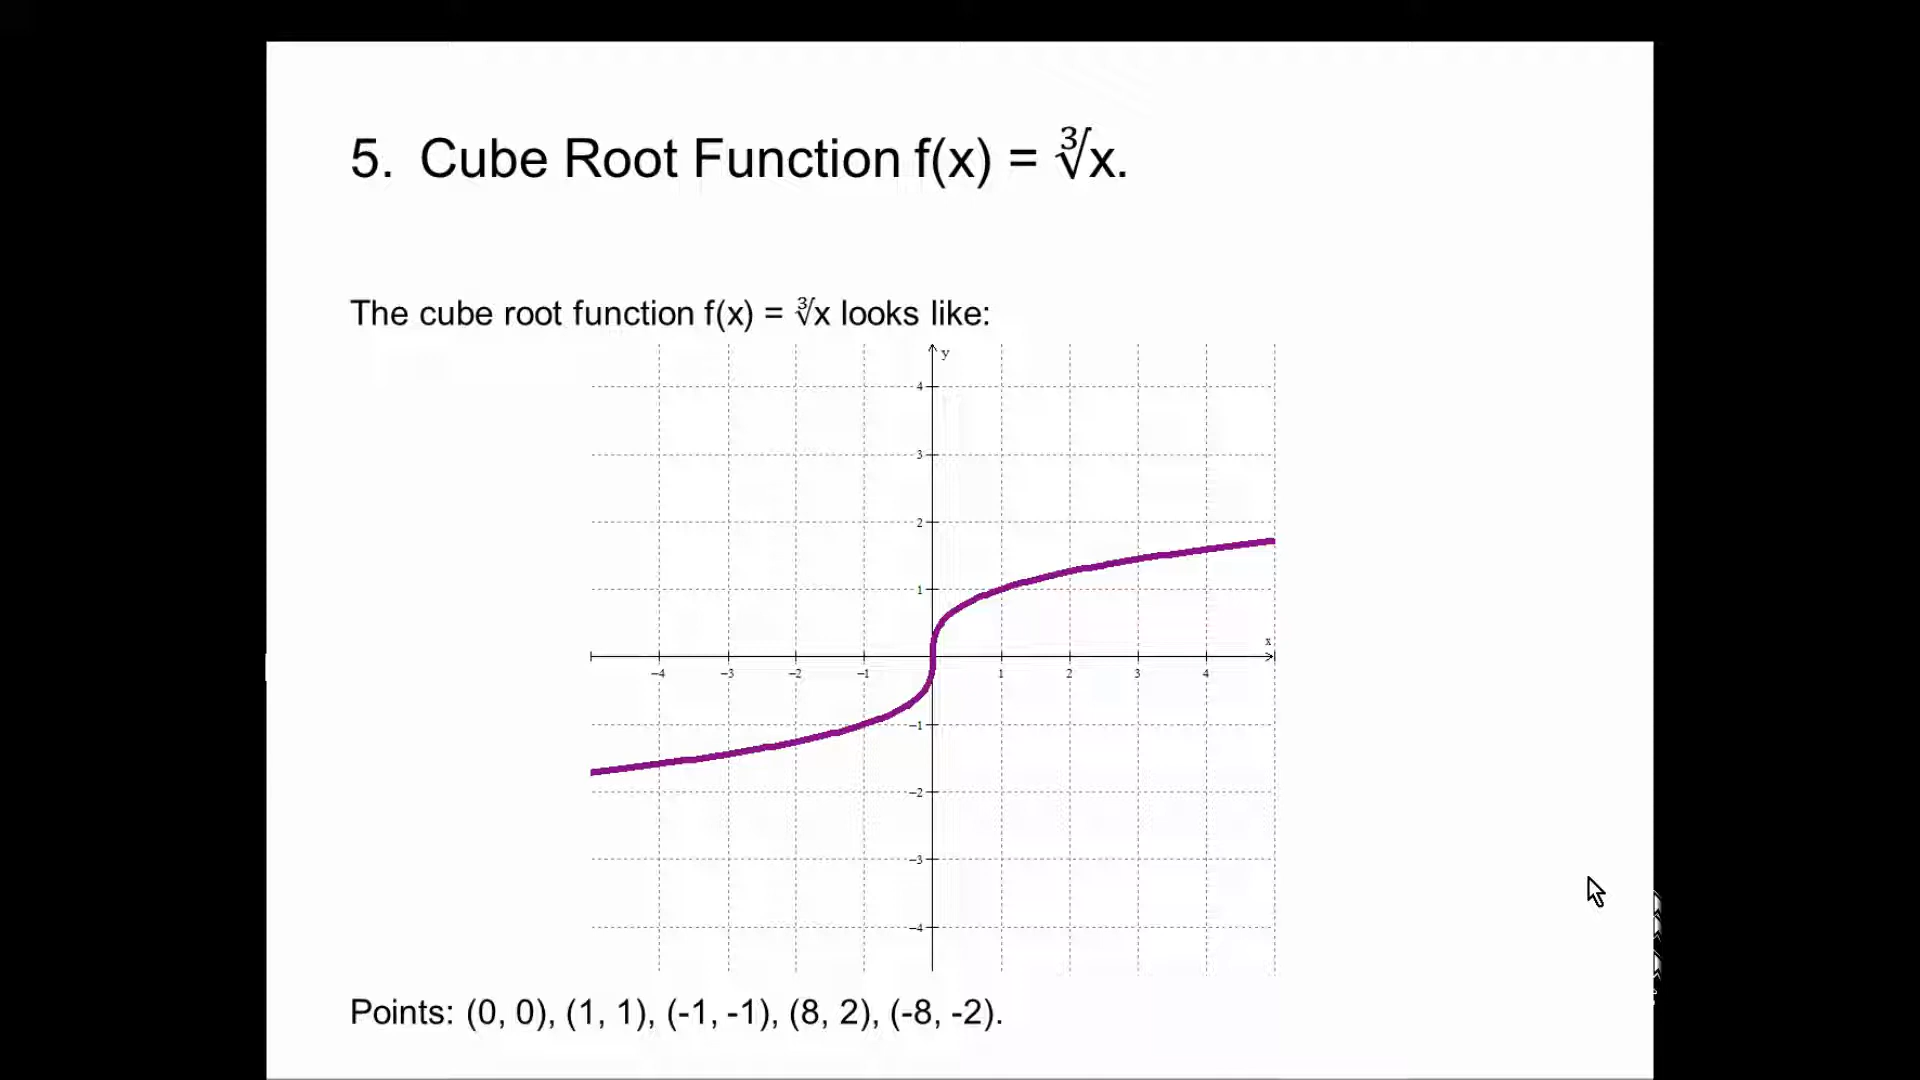 5. Cube Root Function f(x) = ∛x.
The cube root function f(x) = ∛x looks like:
y
4
3
2
1
x
−4 −3 −2 −1 1 2 3 4
−1
−2
−3
−4
Points: (0, 0), (1, 1), (-1, -1), (8, 2), (-8, -2).